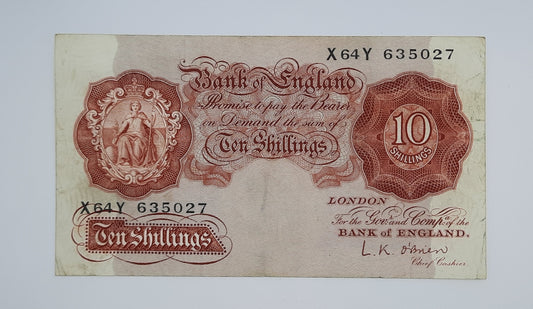 X64Y 635027
Bank of England
Promise to pay the Bearer
on Demand the sum of
Ten Shillings
10
SHILLINGS
X64Y 635027
Ten Shillings
LONDON
For the Govr. and Compa. of the
BANK OF ENGLAND.
L. K. O'Brien
Chief Cashier